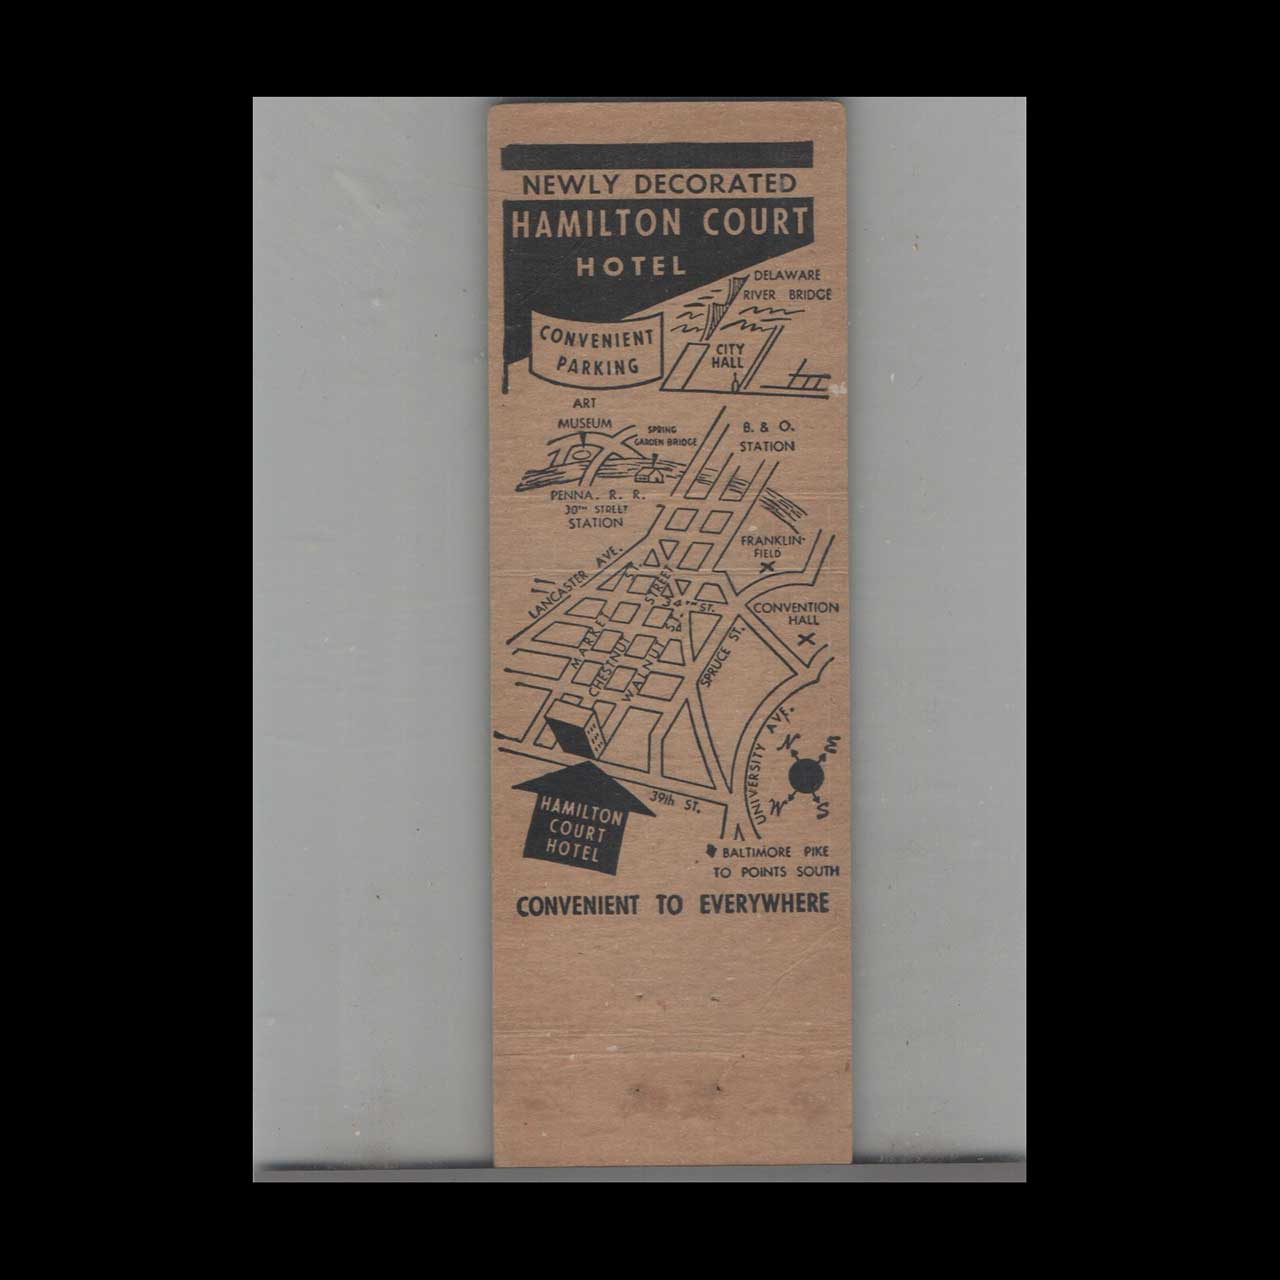 NEWLY DECORATED
HAMILTON COURT
HOTEL
DELAWARE
RIVER BRIDGE
CONVENIENT
PARKING
CITY
HALL
ART
MUSEUM
SPRING
GARDEN BRIDGE
B. & O.
STATION
PENNA. R. R.
30TH STREET
STATION
FRANKLIN-
FIELD
LANCASTER AVE.
MARKET ST.
CHESTNUT STREET
WALNUT ST.
34TH ST.
SPRUCE ST.
CONVENTION
HALL
UNIVERSITY AVE.
N
E
W
S
39th ST.
HAMILTON
COURT
HOTEL
BALTIMORE PIKE
TO POINTS SOUTH
CONVENIENT TO EVERYWHERE